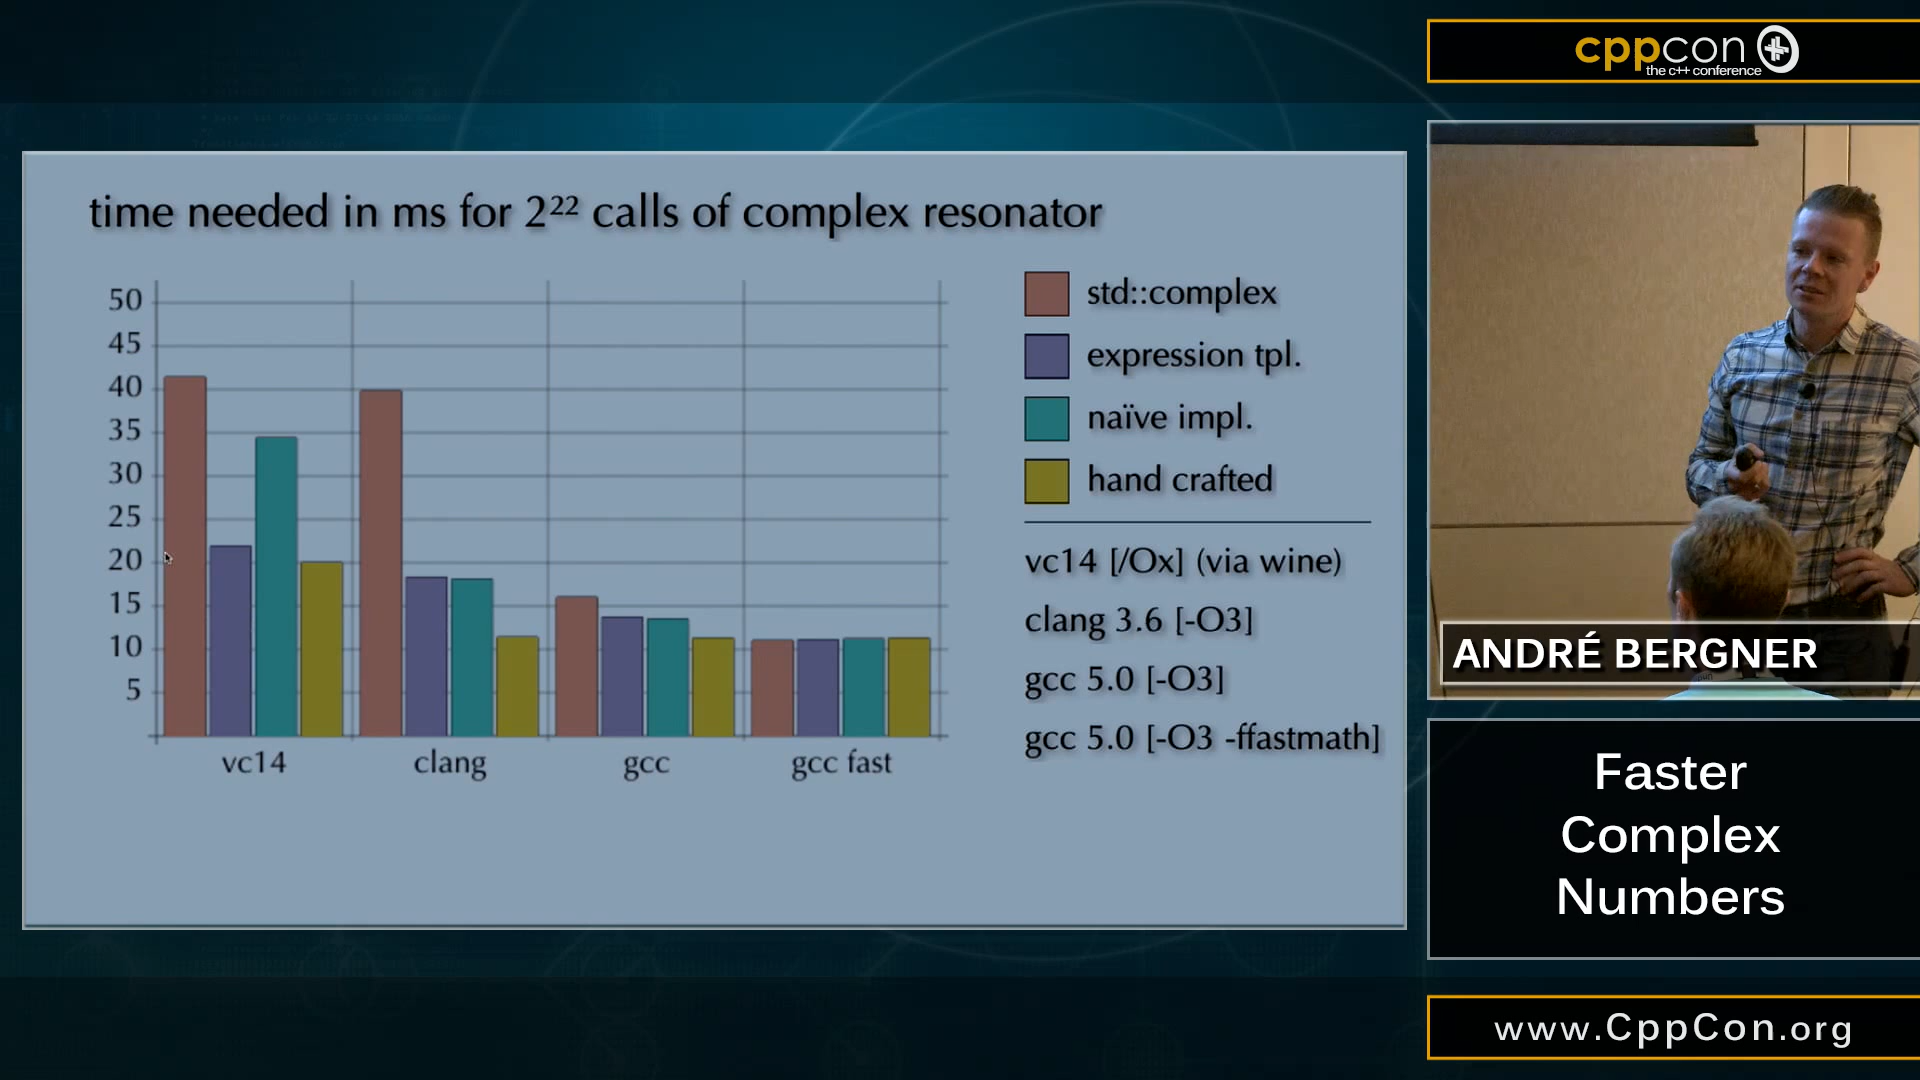 cppcon
the c++ conference
time needed in ms for 2²² calls of complex resonator
50
45
40
35
30
25
20
15
10
5
vc14
clang
gcc
gcc fast
std::complex
expression tpl.
naïve impl.
hand crafted
vc14 [/Ox] (via wine)
clang 3.6 [-O3]
gcc 5.0 [-O3]
gcc 5.0 [-O3 -ffastmath]
ANDRÉ BERGNER
Faster
Complex
Numbers
www.CppCon.org